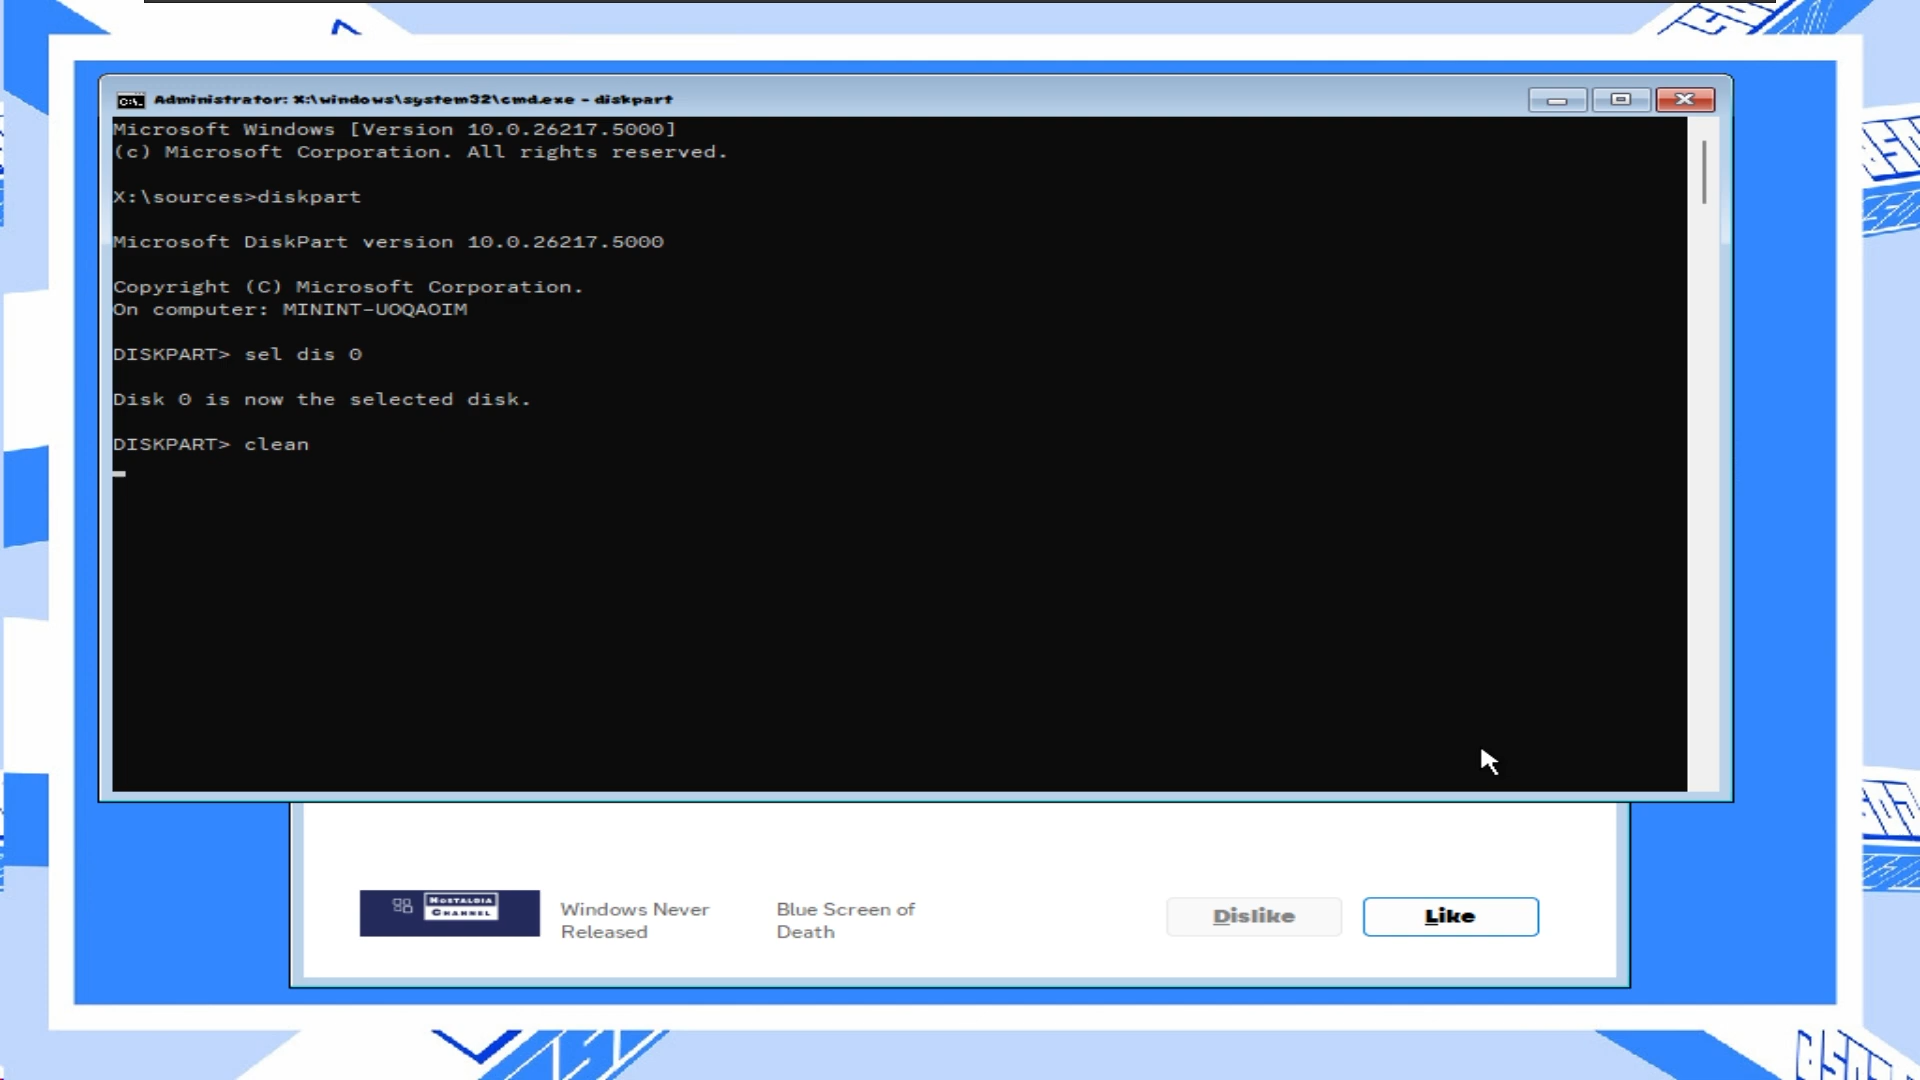 Administrator: X:\windows\system32\cmd.exe - diskpart
Microsoft Windows [Version 10.0.26217.5000]
(c) Microsoft Corporation. All rights reserved.
X:\sources>diskpart
Microsoft DiskPart version 10.0.26217.5000
Copyright (C) Microsoft Corporation.
On computer: MININT-UOQAOIM
DISKPART> sel dis 0
Disk 0 is now the selected disk.
DISKPART> clean
NOSTALGIA
CHANNEL
Windows Never
Released
Blue Screen of
Death
Dislike
Like